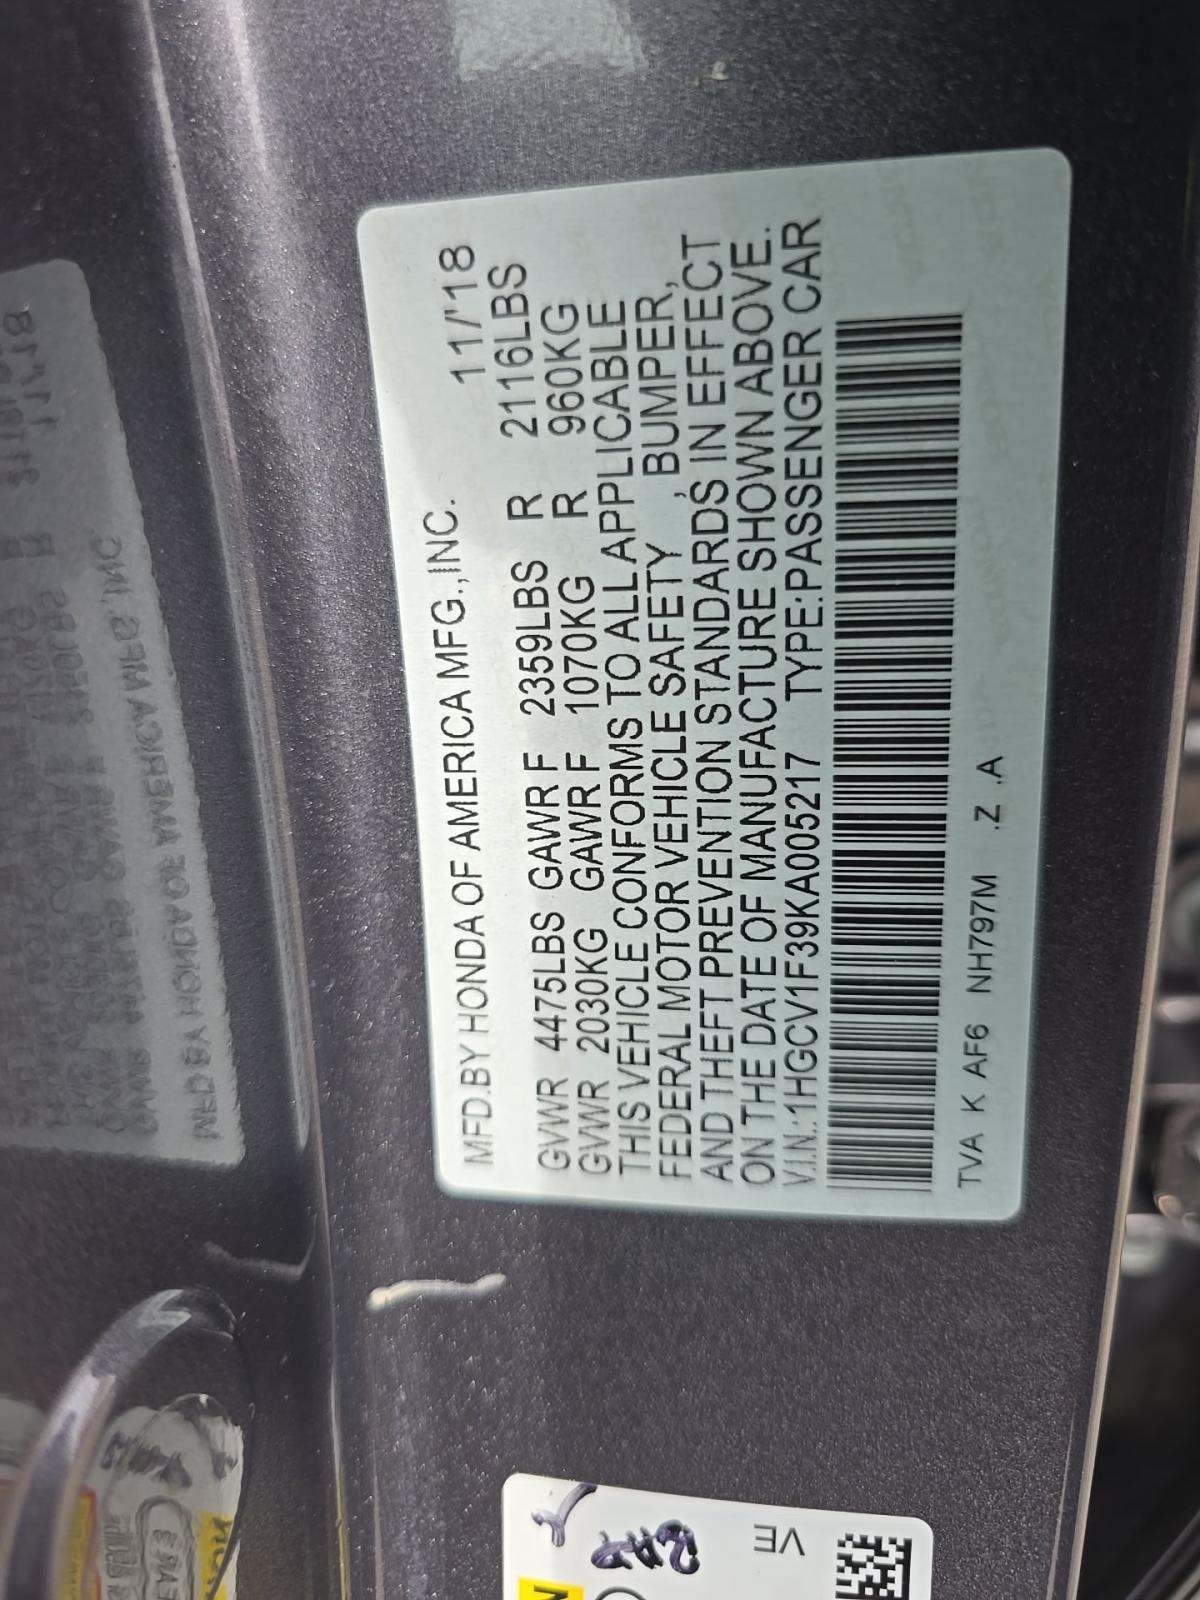 MFD.BY HONDA OF AMERICA MFG.,INC. 11/'18
GVWR 4475LBS GAWR F 2359LBS R 2116LBS
GVWR 2030KG GAWR F 1070KG R 960KG
THIS VEHICLE CONFORMS TO ALL APPLICABLE
FEDERAL MOTOR VEHICLE SAFETY , BUMPER,
AND THEFT PREVENTION STANDARDS IN EFFECT
ON THE DATE OF MANUFACTURE SHOWN ABOVE.
V.I.N.:1HGCV1F39KA005217 TYPE:PASSENGER CAR
TVA K AF6 NH797M .Z .A
VE